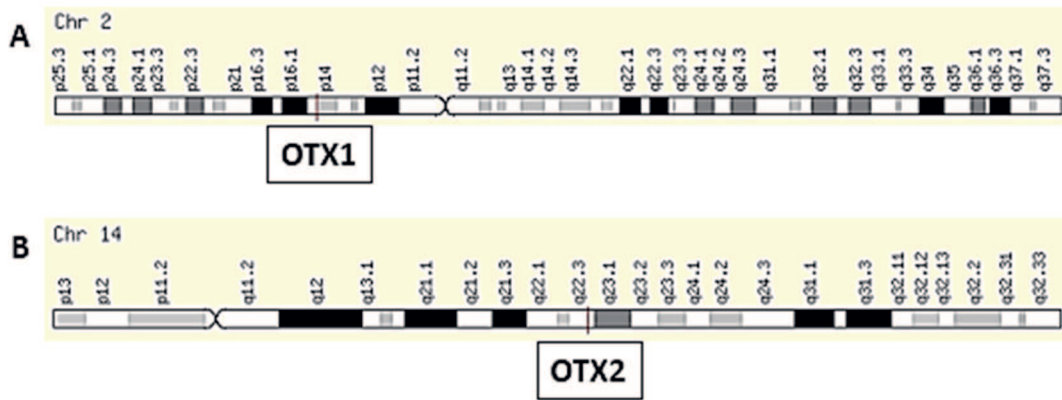 A
Chr 2
p25.3 p25.1 p24.3 p24.1 p23.3 p22.3 p21 p16.3 p16.1 p14 p12 p11.2 q11.2 q13 q14.1 q14.2 q14.3 q22.1 q22.3 q23.3 q24.1 q24.2 q24.3 q31.1 q32.1 q32.3 q33.1 q33.3 q34 q35 q36.1 q36.3 q37.1 q37.3
OTX1
B
Chr 14
p13 p12 p11.2 q11.2 q12 q13.1 q21.1 q21.2 q21.3 q22.1 q22.3 q23.1 q23.2 q23.3 q24.1 q24.2 q24.3 q31.1 q31.3 q32.11 q32.12 q32.13 q32.2 q32.31 q32.33
OTX2